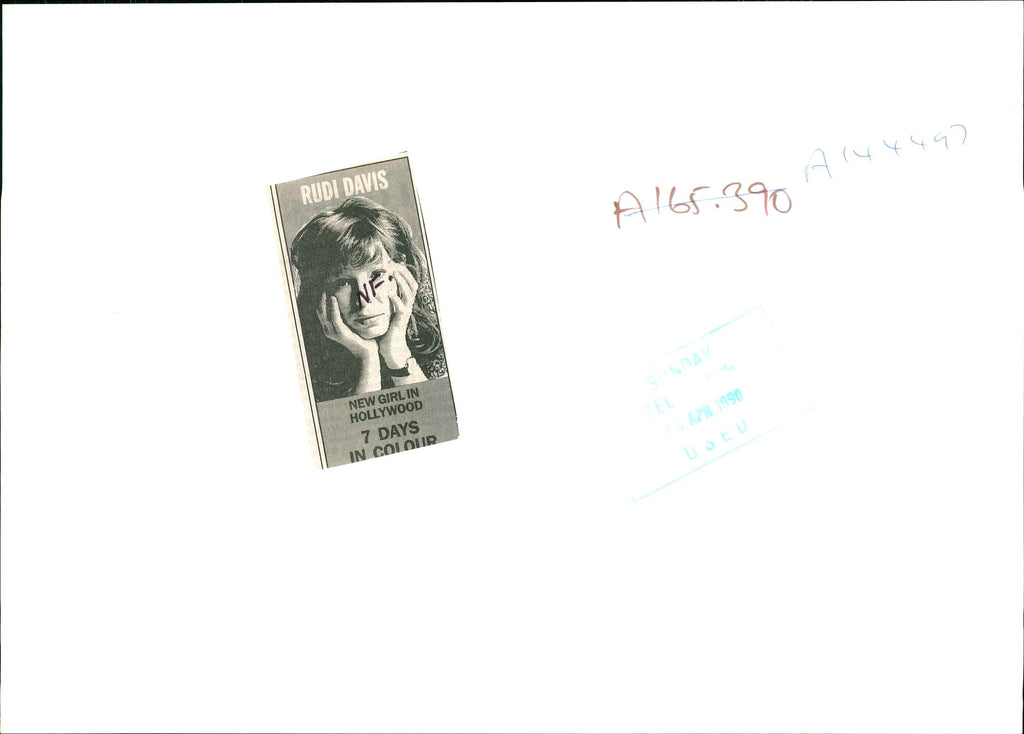 RUDI DAVIS
NF.
NEW GIRL IN
HOLLYWOOD
7 DAYS
IN COLOUR
A165.390
A144497
SUNDAY
APR 1990
USED